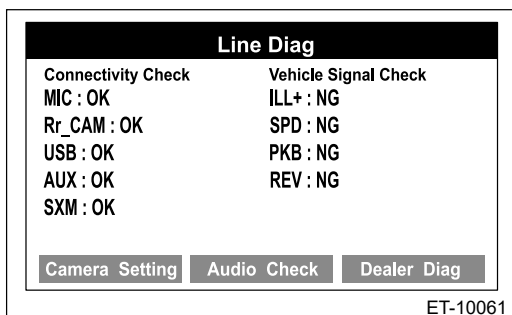 Line Diag
Connectivity Check
MIC : OK
Rr_CAM : OK
USB : OK
AUX : OK
SXM : OK
Vehicle Signal Check
ILL+ : NG
SPD : NG
PKB : NG
REV : NG
Camera Setting
Audio Check
Dealer Diag
ET-10061